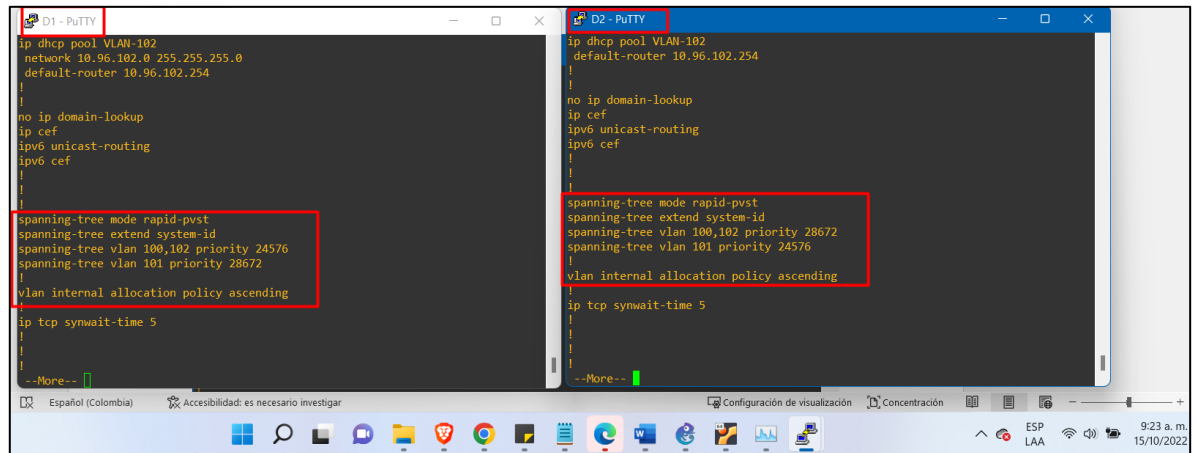 D1 - PuTTY
ip dhcp pool VLAN-102
network 10.96.102.0 255.255.255.0
default-router 10.96.102.254
!
!
no ip domain-lookup
ip cef
ipv6 unicast-routing
ipv6 cef
!
!
!
spanning-tree mode rapid-pvst
spanning-tree extend system-id
spanning-tree vlan 100,102 priority 24576
spanning-tree vlan 101 priority 28672
!
vlan internal allocation policy ascending
!
ip tcp synwait-time 5
!
!
!
--More--
D2 - PuTTY
ip dhcp pool VLAN-102
default-router 10.96.102.254
!
!
no ip domain-lookup
ip cef
ipv6 unicast-routing
ipv6 cef
!
!
!
spanning-tree mode rapid-pvst
spanning-tree extend system-id
spanning-tree vlan 100,102 priority 28672
spanning-tree vlan 101 priority 24576
!
vlan internal allocation policy ascending
!
ip tcp synwait-time 5
!
!
!
!
--More--
Español (Colombia) Accesibilidad: es necesario investigar Configuración de visualización Concentración
ESP
LAA
9:23 a. m.
15/10/2022